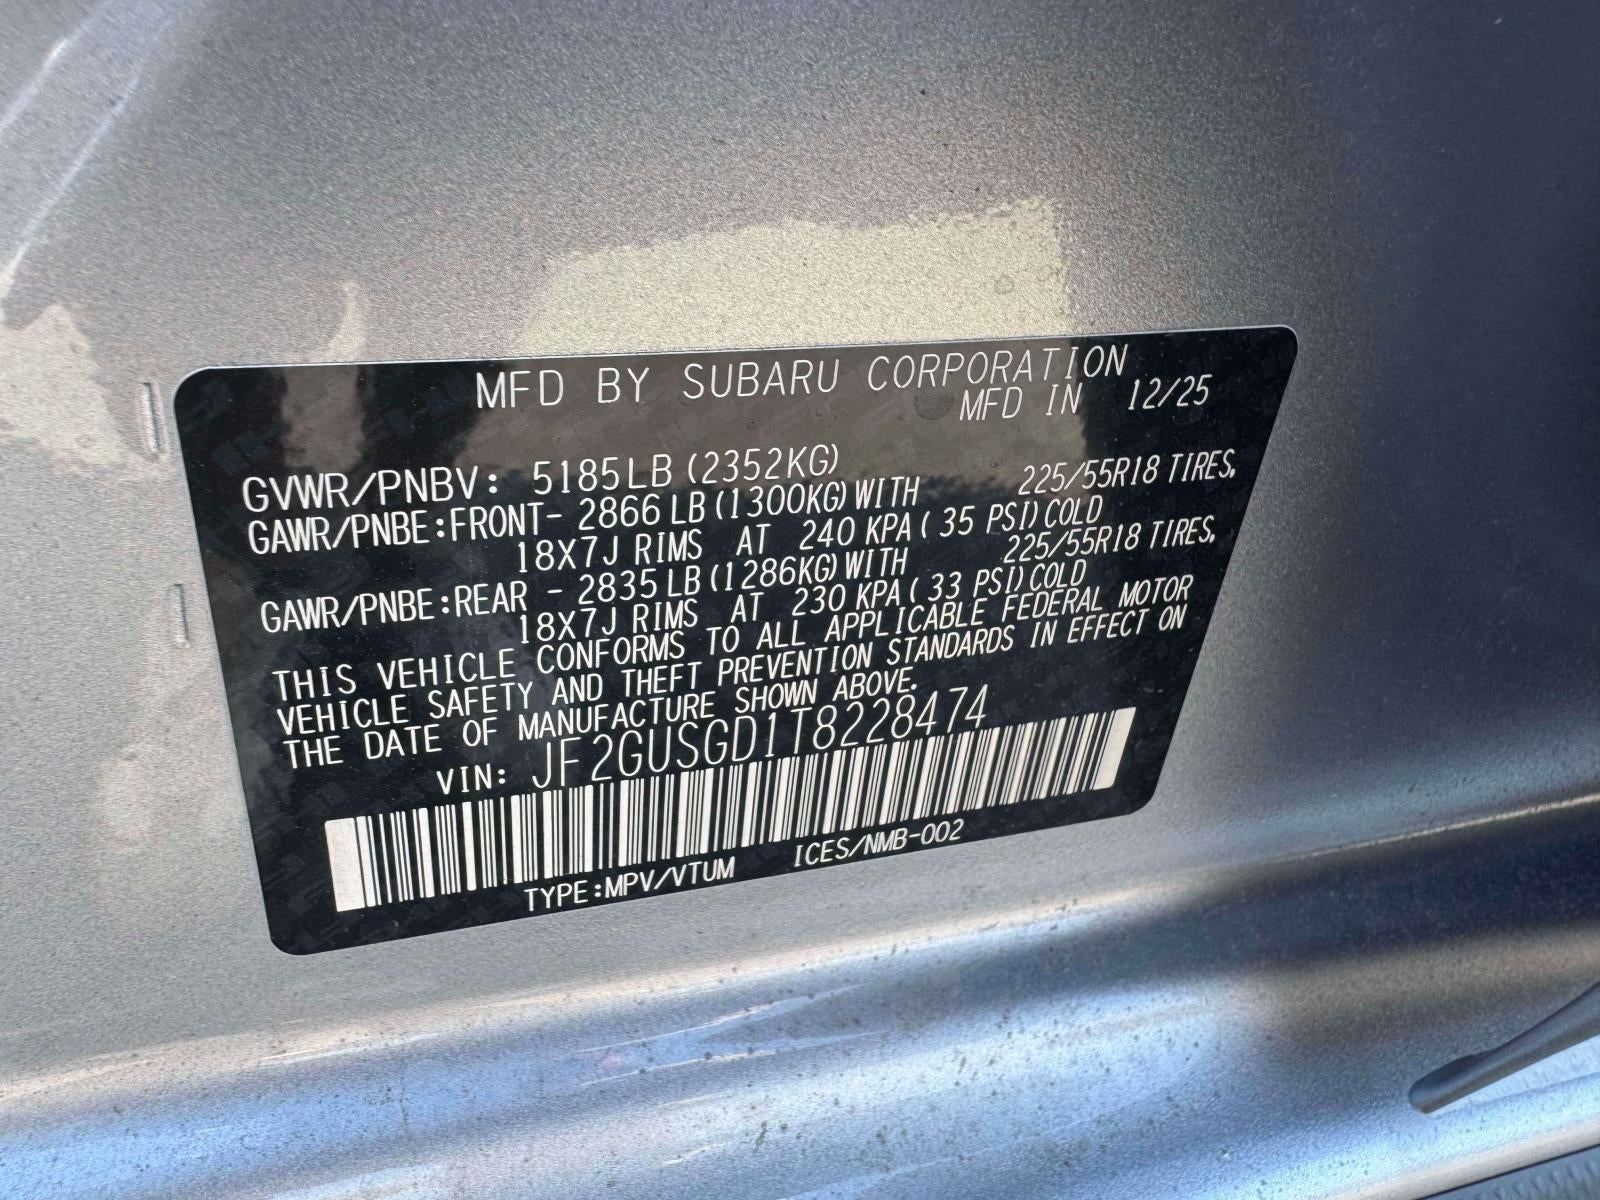 MFD BY SUBARU CORPORATION
MFD IN 12/25
GVWR/PNBV: 5185LB (2352KG)
GAWR/PNBE:FRONT- 2866 LB (1300KG) WITH 225/55R18 TIRES,
18X7J RIMS AT 240 KPA ( 35 PSI) COLD
GAWR/PNBE:REAR - 2835 LB (1286KG) WITH 225/55R18 TIRES,
18X7J RIMS AT 230 KPA ( 33 PSI) COLD
THIS VEHICLE CONFORMS TO ALL APPLICABLE FEDERAL MOTOR
VEHICLE SAFETY AND THEFT PREVENTION STANDARDS IN EFFECT ON
THE DATE OF MANUFACTURE SHOWN ABOVE.
VIN: JF2GUSGD1T8228474
TYPE:MPV/VTUM ICES/NMB-002